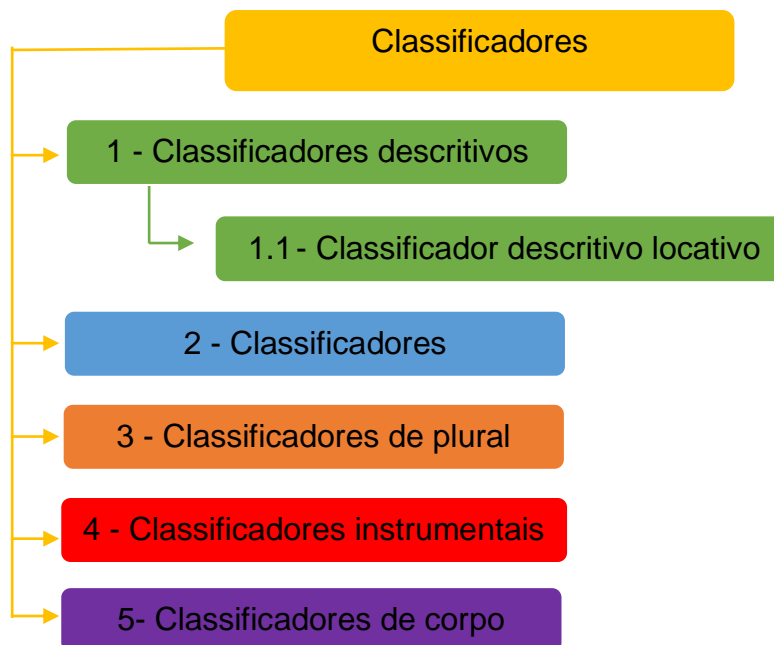 Classificadores
1 - Classificadores descritivos
1.1- Classificador descritivo locativo
2 - Classificadores
3 - Classificadores de plural
4 - Classificadores instrumentais
5- Classificadores de corpo